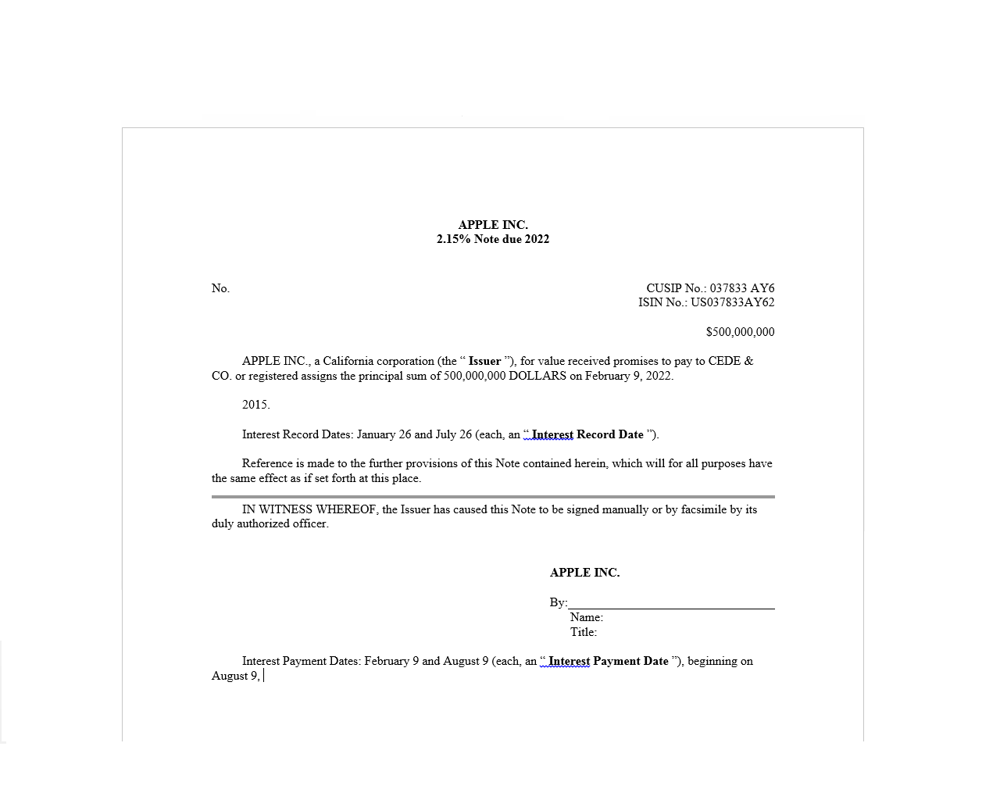 APPLE INC.
2.15% Note due 2022
No.
CUSIP No.: 037833 AY6
ISIN No.: US037833AY62
$500,000,000
APPLE INC., a California corporation (the “ Issuer ”), for value received promises to pay to CEDE &
CO. or registered assigns the principal sum of 500,000,000 DOLLARS on February 9, 2022.
2015.
Interest Record Dates: January 26 and July 26 (each, an “ Interest Record Date ”).
Reference is made to the further provisions of this Note contained herein, which will for all purposes have
the same effect as if set forth at this place.
IN WITNESS WHEREOF, the Issuer has caused this Note to be signed manually or by facsimile by its
duly authorized officer.
APPLE INC.
By:
Name:
Title:
Interest Payment Dates: February 9 and August 9 (each, an “ Interest Payment Date ”), beginning on
August 9,